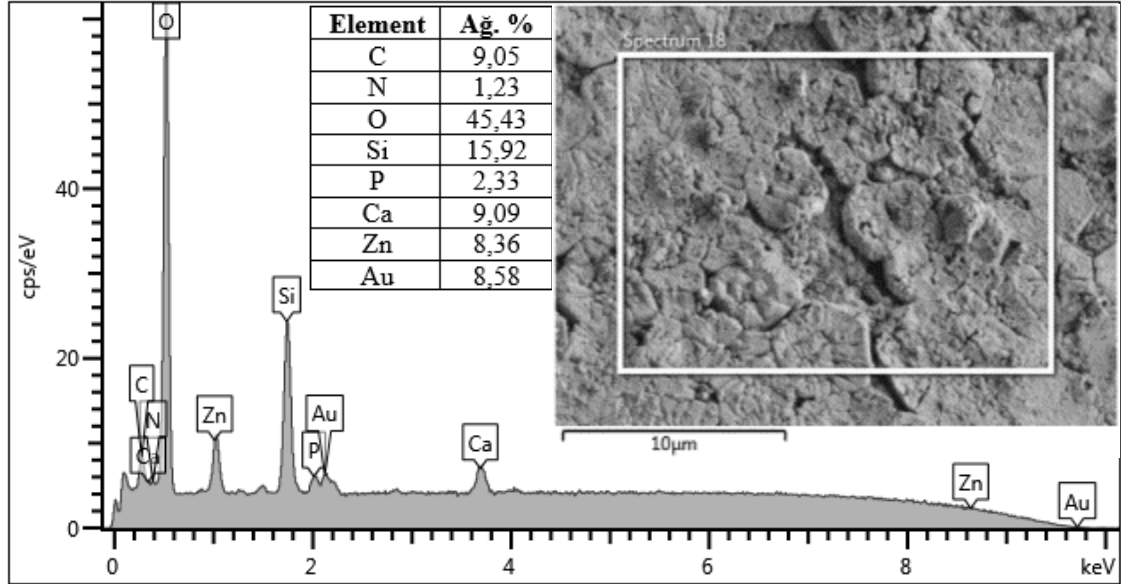 O
Element Ağ. %
C 9,05
N 1,23
O 45,43
Si 15,92
P 2,33
Ca 9,09
Zn 8,36
Au 8,58
Spectrum 18
10µm
cps/eV
40
20
0
C
N
Ca
Zn
Si
P
Au
Ca
Zn
Au
0 2 4 6 8 keV